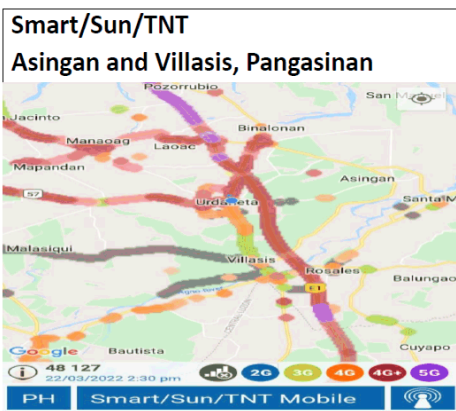 Smart/Sun/TNT
Asingan and Villasis, Pangasinan
Pozorrubio
San Manuel
Jacinto
Binalonan
Manaoag
Laoac
Mapandan
Asingan
57
Urdaneta
Santa M
Malasiqui
Villasis
Rosales
E1
Balungao
Cuyapo
Google
Bautista
48 127
22/03/2022 2:30 pm
2G
3G
4G
4G+
5G
PH
Smart/Sun/TNT Mobile